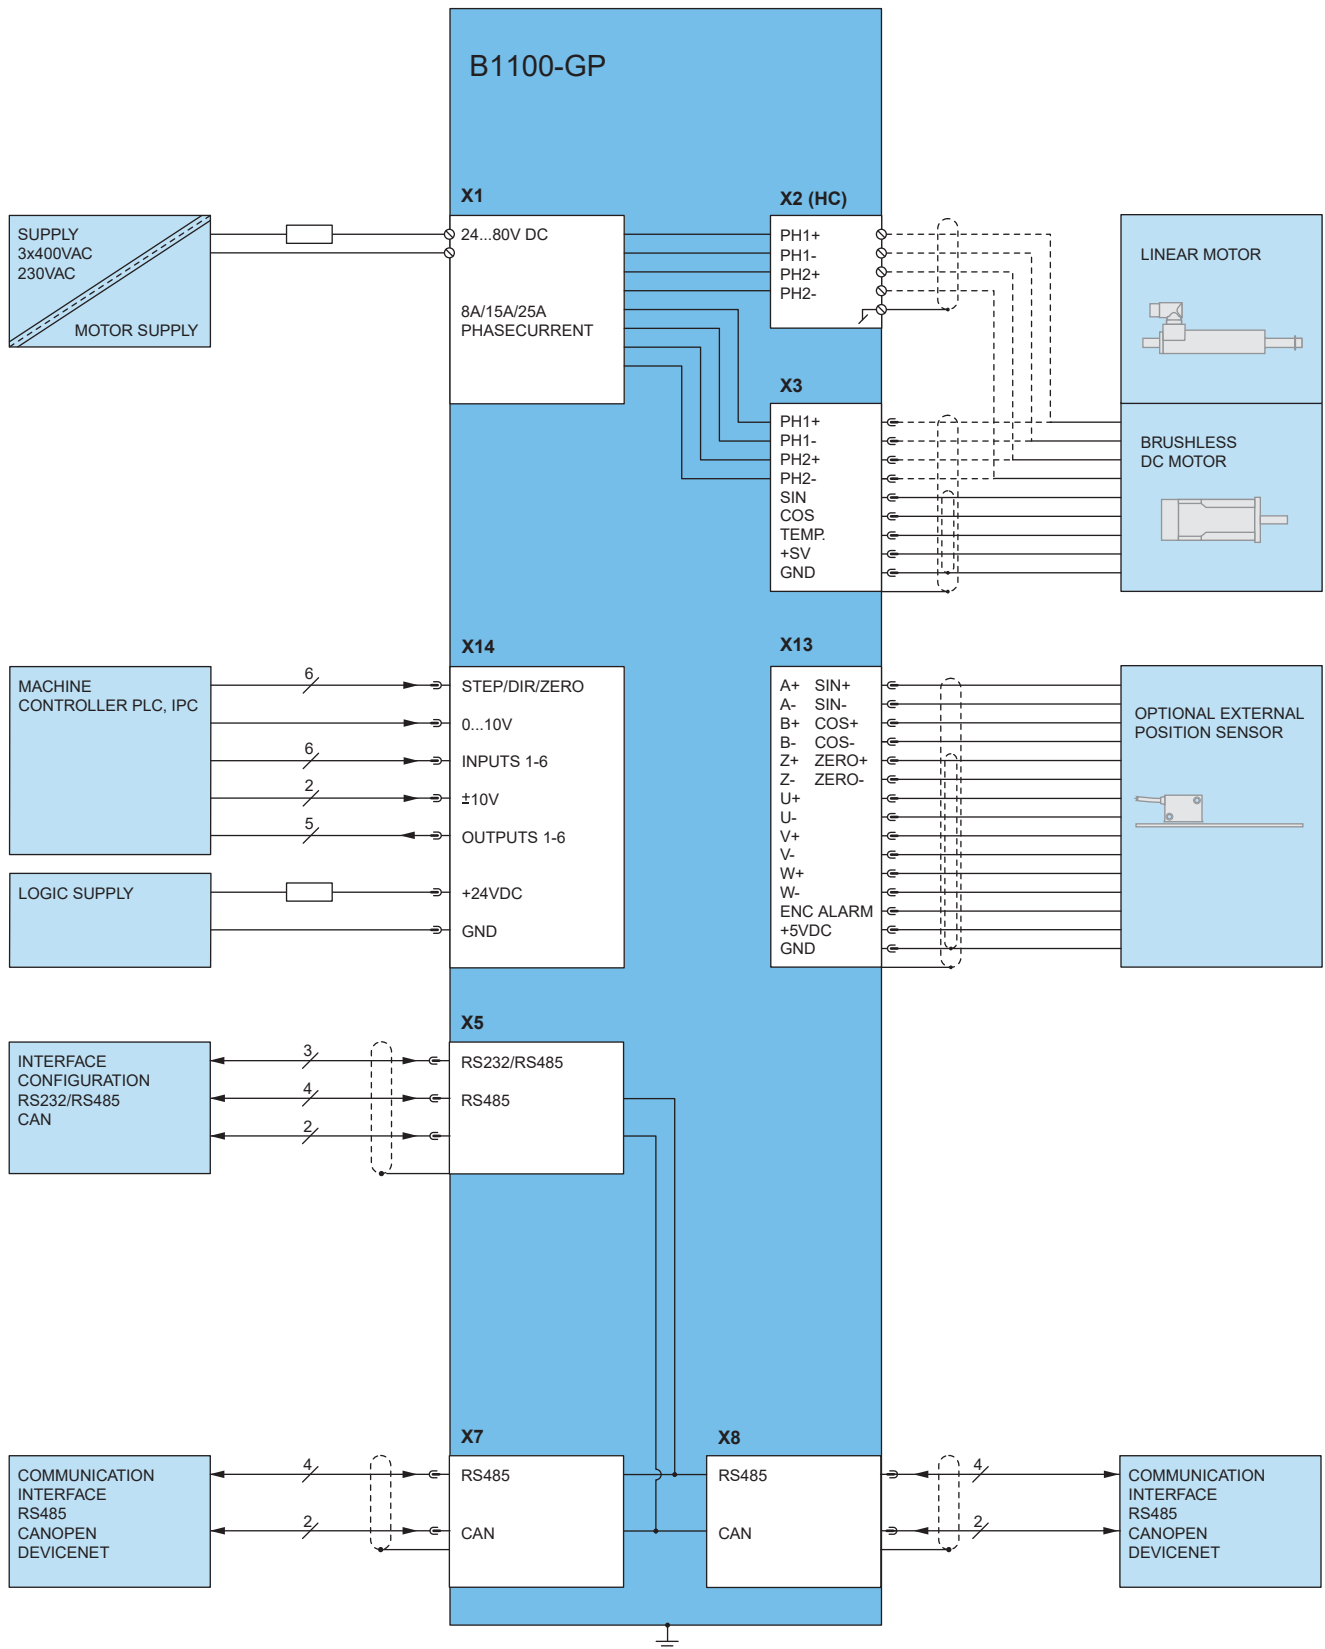 B1100-GP
X1
X2 (HC)
SUPPLY
3x400VAC
230VAC
MOTOR SUPPLY
24...80V DC
8A/15A/25A
PHASECURRENT
PH1+
PH1-
PH2+
PH2-
LINEAR MOTOR
X3
PH1+
PH1-
PH2+
PH2-
SIN
COS
TEMP.
+SV
GND
BRUSHLESS
DC MOTOR
X14
MACHINE
CONTROLLER PLC, IPC
6
6
2
5
STEP/DIR/ZERO
0...10V
INPUTS 1-6
±10V
OUTPUTS 1-6
LOGIC SUPPLY
+24VDC
GND
X13
A+ SIN+
A- SIN-
B+ COS+
B- COS-
Z+ ZERO+
Z- ZERO-
U+
U-
V+
V-
W+
W-
ENC ALARM
+5VDC
GND
OPTIONAL EXTERNAL
POSITION SENSOR
X5
INTERFACE
CONFIGURATION
RS232/RS485
CAN
3
4
2
RS232/RS485
RS485
X7
COMMUNICATION
INTERFACE
RS485
CANOPEN
DEVICENET
4
2
RS485
CAN
X8
RS485
CAN
4
2
COMMUNICATION
INTERFACE
RS485
CANOPEN
DEVICENET